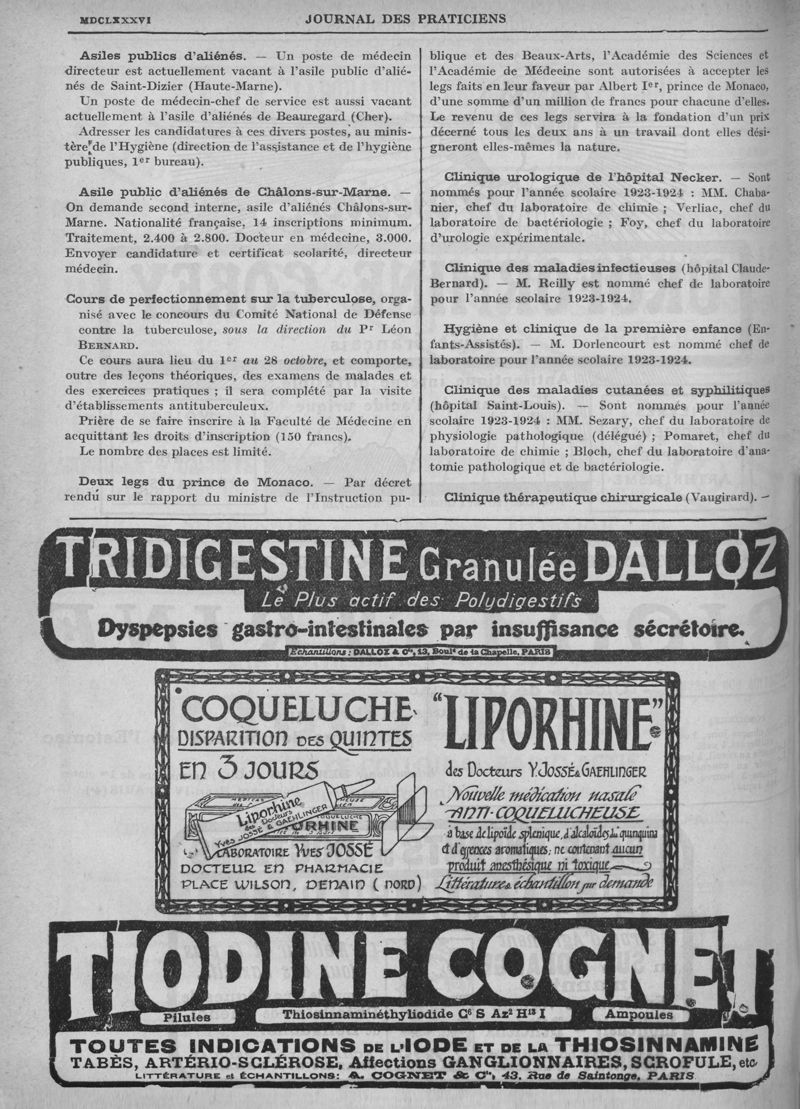 MDCLXXXVI
JOURNAL DES PRATICIENS
Asiles publics d'aliénés. — Un poste de médecin
directeur est actuellement vacant à l'asile public d'alié-
nés de Saint-Dizier (Haute-Marne).
Un poste de médecin-chef de service est aussi vacant
actuellement à l'asile d'aliénés de Beauregard (Cher).
Adresser les candidatures à ces divers postes, au minis-
tère de l'Hygiène (direction de l'assistance et de l'hygiène
publiques, 1er bureau).
Asile public d'aliénés de Châlons-sur-Marne. —
On demande second interne, asile d'aliénés Châlons-sur-
Marne. Nationalité française, 14 inscriptions minimum.
Traitement, 2.400 à 2.800. Docteur en médecine, 3.000.
Envoyer candidature et certificat scolarité, directeur
médecin.
Cours de perfectionnement sur la tuberculose, orga-
nisé avec le concours du Comité National de Défense
contre la tuberculose, sous la direction du Pr Léon
BERNARD.
Ce cours aura lieu du 1er au 28 octobre, et comporte,
outre des leçons théoriques, des examens de malades et
des exercices pratiques ; il sera complété par la visite
d'établissements antituberculeux.
Prière de se faire inscrire à la Faculté de Médecine en
acquittant les droits d'inscription (150 francs).
Le nombre des places est limité.
Deux legs du prince de Monaco. — Par décret
rendu sur le rapport du ministre de l'Instruction pu-
blique et des Beaux-Arts, l'Académie des Sciences et
l'Académie de Médecine sont autorisées à accepter les
legs faits en leur faveur par Albert Ier, prince de Monaco,
d'une somme d'un million de francs pour chacune d'elles.
Le revenu de ces legs servira à la fondation d'un prix
décerné tous les deux ans à un travail dont elles dési-
gneront elles-mêmes la nature.
Clinique urologique de l'hôpital Necker. — Sont
nommés pour l'année scolaire 1923-1924 : MM. Chaba-
nier, chef du laboratoire de chimie ; Verliac, chef du
laboratoire de bactériologie ; Foy, chef du laboratoire
d'urologie expérimentale.
Clinique des maladies infectieuses (hôpital Claude-
Bernard). — M. Reilly est nommé chef de laboratoire
pour l'année scolaire 1923-1924.
Hygiène et clinique de la première enfance (En-
fants-Assistés). — M. Dorlencourt est nommé chef de
laboratoire pour l'année scolaire 1923-1924.
Clinique des maladies cutanées et syphilitiques
(hôpital Saint-Louis). — Sont nommés pour l'année
scolaire 1923-1924 : MM. Sezary, chef du laboratoire de
physiologie pathologique (délégué) ; Pomaret, chef du
laboratoire de chimie ; Bloch, chef du laboratoire d'ana-
tomie pathologique et de bactériologie.
Clinique thérapeutique chirurgicale (Vaugirard). —
TRIDIGESTINE Granulée DALLOZ
Le Plus actif des Polydigestifs
Dyspepsies gastro-intestinales par insuffisance sécrétoire.
Echantillons : DALLOZ & Cie, 13, Bould de la Chapelle, PARIS
COQUELUCHE
DISPARITION DES QUINTES
EN 3 JOURS
Liporhine
des Docteurs
Yves JOSSÉ & GAEHLINGER
LABORATOIRE YVES JOSSÉ
DOCTEUR EN PHARMACIE
PLACE WILSON, DENAIN (NORD)
"LIPORHINE"
des Docteurs Y. JOSSÉ & GAEHLINGER
Nouvelle médication nasale
ANTI-COQUELUCHEUSE
à base de lipoïde splénique, d'alcaloïdes du quinquina
et d'essences aromatiques; ne contenant aucun
produit anesthésique ni toxique
Littérature & échantillon sur demande
TIODINE COGNET
Pilules
Thiosinnaminéthyliodide C6 S Az2 H13 I
Ampoules
TOUTES INDICATIONS DE L'IODE ET DE LA THIOSINNAMINE
TABÈS, ARTÉRIO-SCLÉROSE, Affections GANGLIONNAIRES, SCROFULE, etc
LITTÉRATURE et ÉCHANTILLONS: A. COGNET & Cie, 43, Rue de Saintonge, PARIS